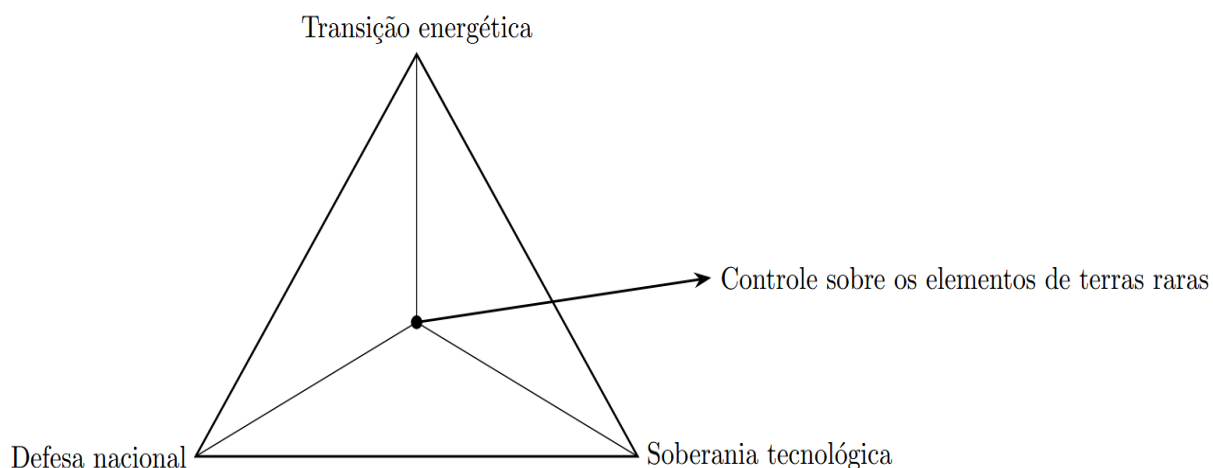 Transição energética
Controle sobre os elementos de terras raras
Defesa nacional
Soberania tecnológica